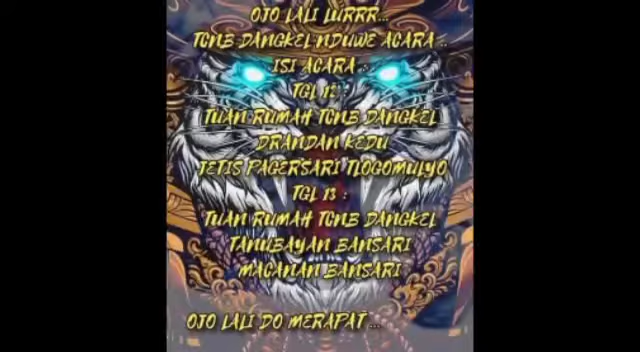 OJO LALI LURRR...
TCNB DANGKEL NDUWE ACARA ..
ISI ACARA :
TGL 12 :
TUAN RUMAH TCNB DANGKEL
DRANDAN KEDU
JETIS PAGERSARI TLOGOMULYO
TGL 13 :
TUAN RUMAH TCNB DANGKEL
TANUBAYAN BANSARI
MACANAN BANSARI
OJO LALI DO MERAPAT ...